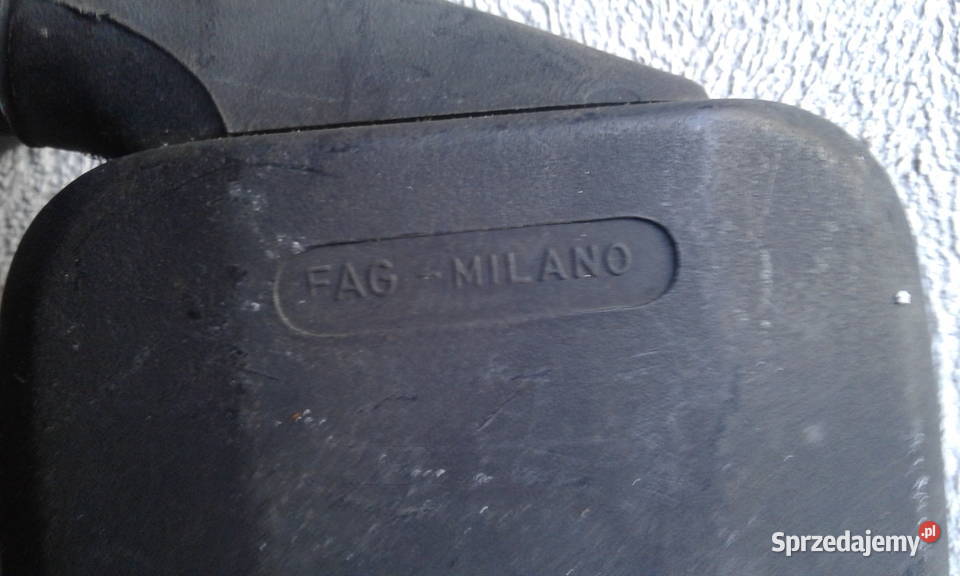 FAG - MILANO
Sprzedajemy.pl